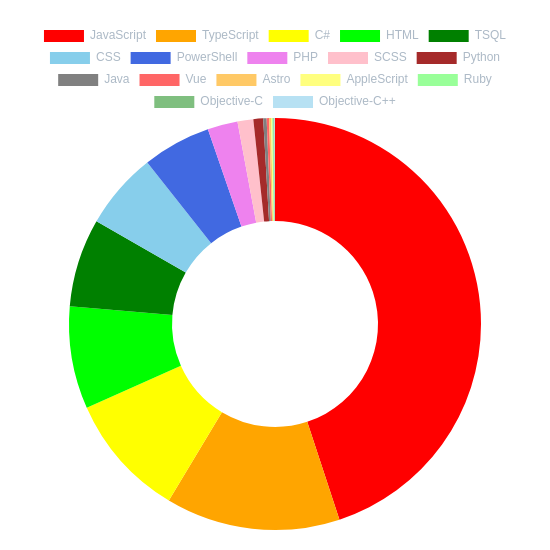 JavaScript TypeScript C# HTML TSQL
CSS PowerShell PHP SCSS Python
Java Vue Astro AppleScript Ruby
Objective-C Objective-C++